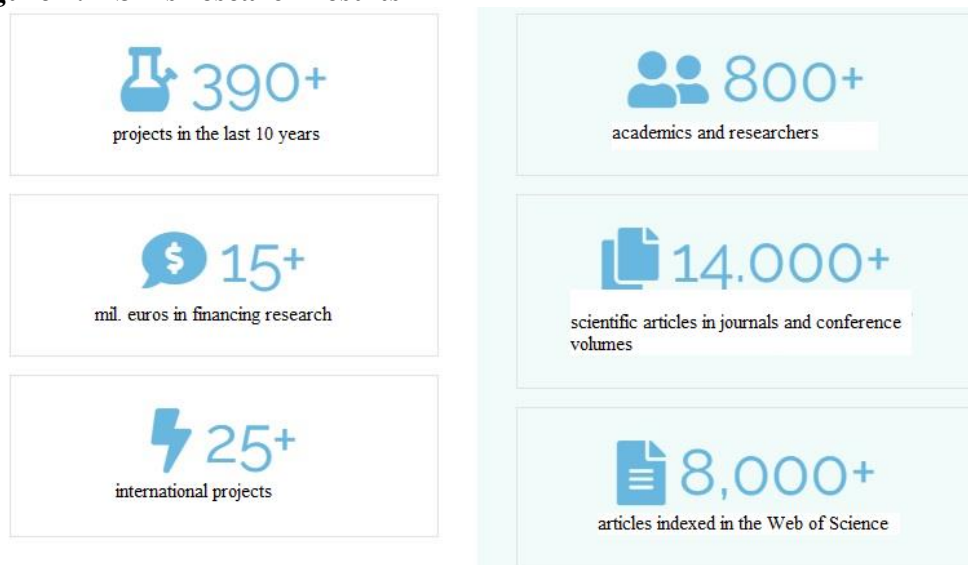 390+
projects in the last 10 years
15+
mil. euros in financing research
25+
international projects
800+
academics and researchers
14.000+
scientific articles in journals and conference
volumes
8,000+
articles indexed in the Web of Science